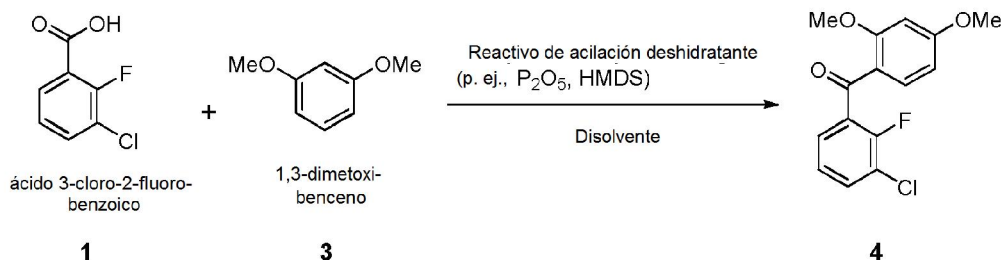 O
OH
F
Cl
ácido 3-cloro-2-fluoro-
benzoico
1
+
MeO
OMe
1,3-dimetoxi-
benceno
3
Reactivo de acilación deshidratante
(p. ej., P₂O₅, HMDS)
Disolvente
MeO
OMe
O
F
Cl
4